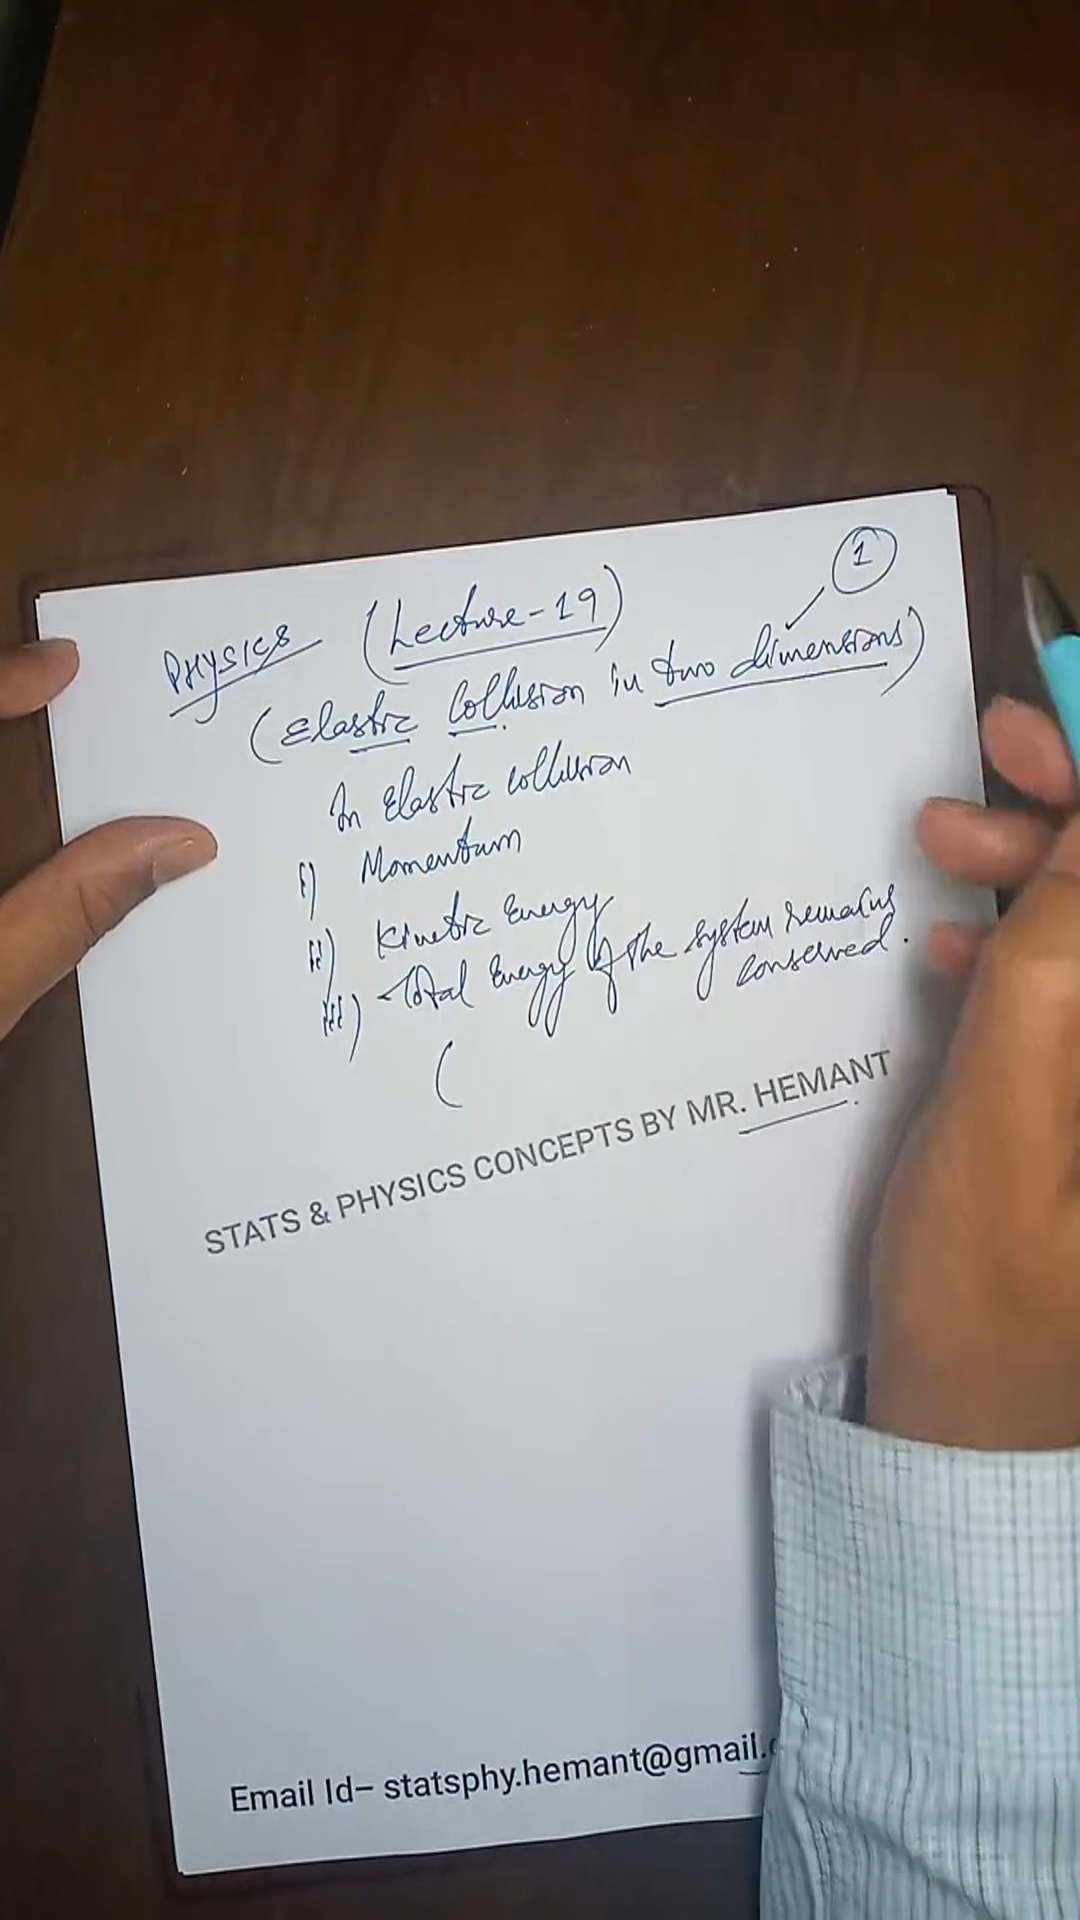 PHYSICS (Lecture-19) 1
(Elastic Collision in two dimensions)
In Elastic collision
i) Momentum
ii) Kinetic Energy
iii) Total Energy of the system remains
conserved.
(
STATS & PHYSICS CONCEPTS BY MR. HEMANT
Email Id– statsphy.hemant@gmail.